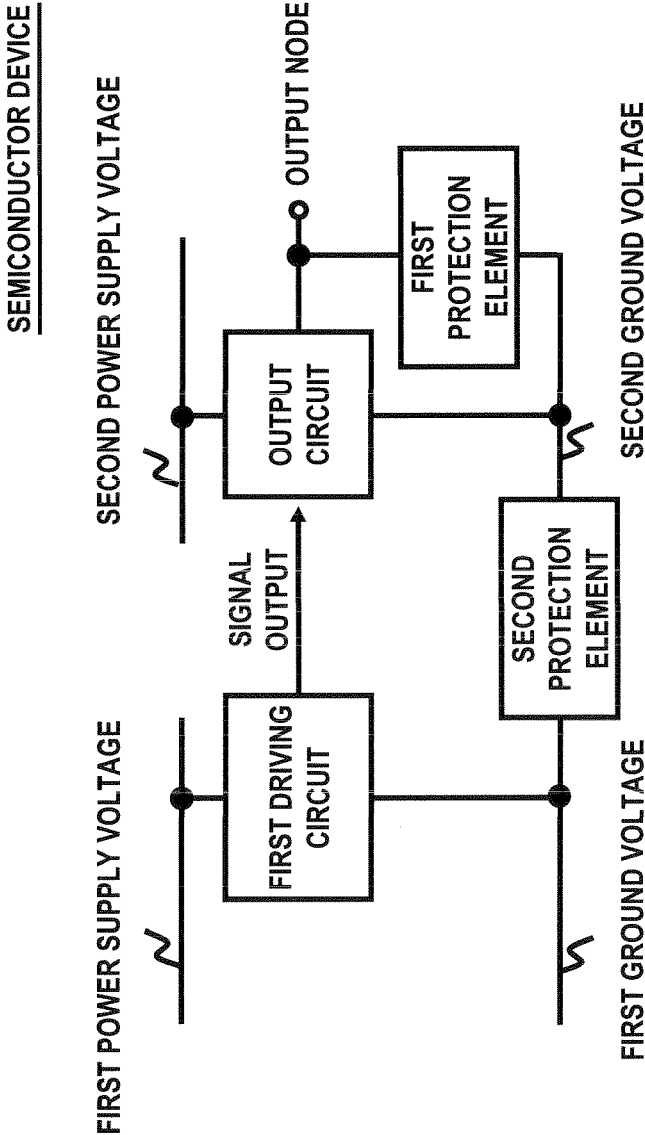 SEMICONDUCTOR DEVICE
FIRST POWER SUPPLY VOLTAGE
SECOND POWER SUPPLY VOLTAGE
FIRST DRIVING
CIRCUIT
SIGNAL
OUTPUT
OUTPUT
CIRCUIT
OUTPUT NODE
FIRST
PROTECTION
ELEMENT
SECOND
PROTECTION
ELEMENT
FIRST GROUND VOLTAGE
SECOND GROUND VOLTAGE